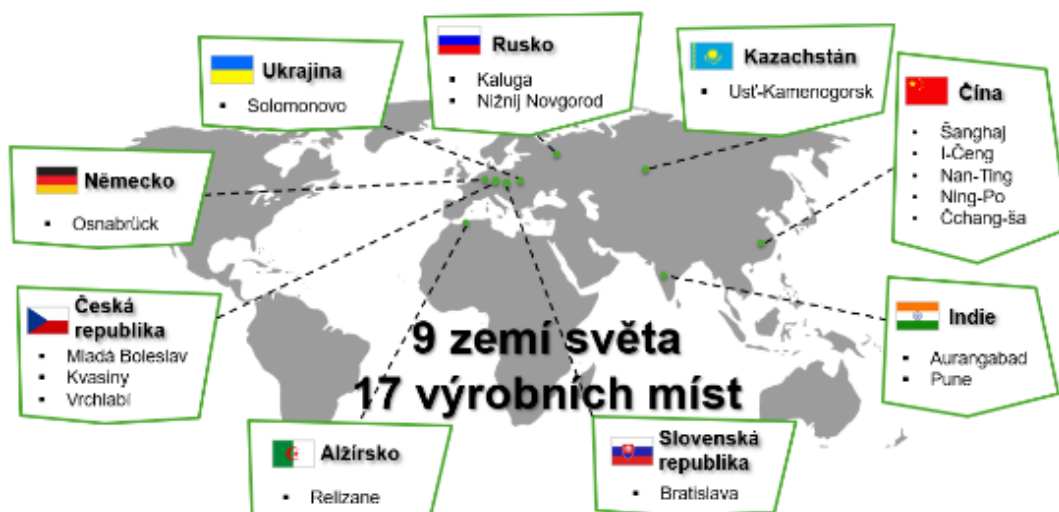 Ukrajina
Solomonovo
Rusko
Kaluga
Nižnij Novgorod
Kazachstán
Usť-Kamenogorsk
Čína
Šanghaj
I-Čeng
Nan-Ting
Ning-Po
Čchang-ša
Německo
Osnabrück
Česká
republika
Mladá Boleslav
Kvasiny
Vrchlabí
9 zemí světa
17 výrobních míst
Indie
Aurangabad
Pune
Alžírsko
Relizane
Slovenská
republika
Bratislava